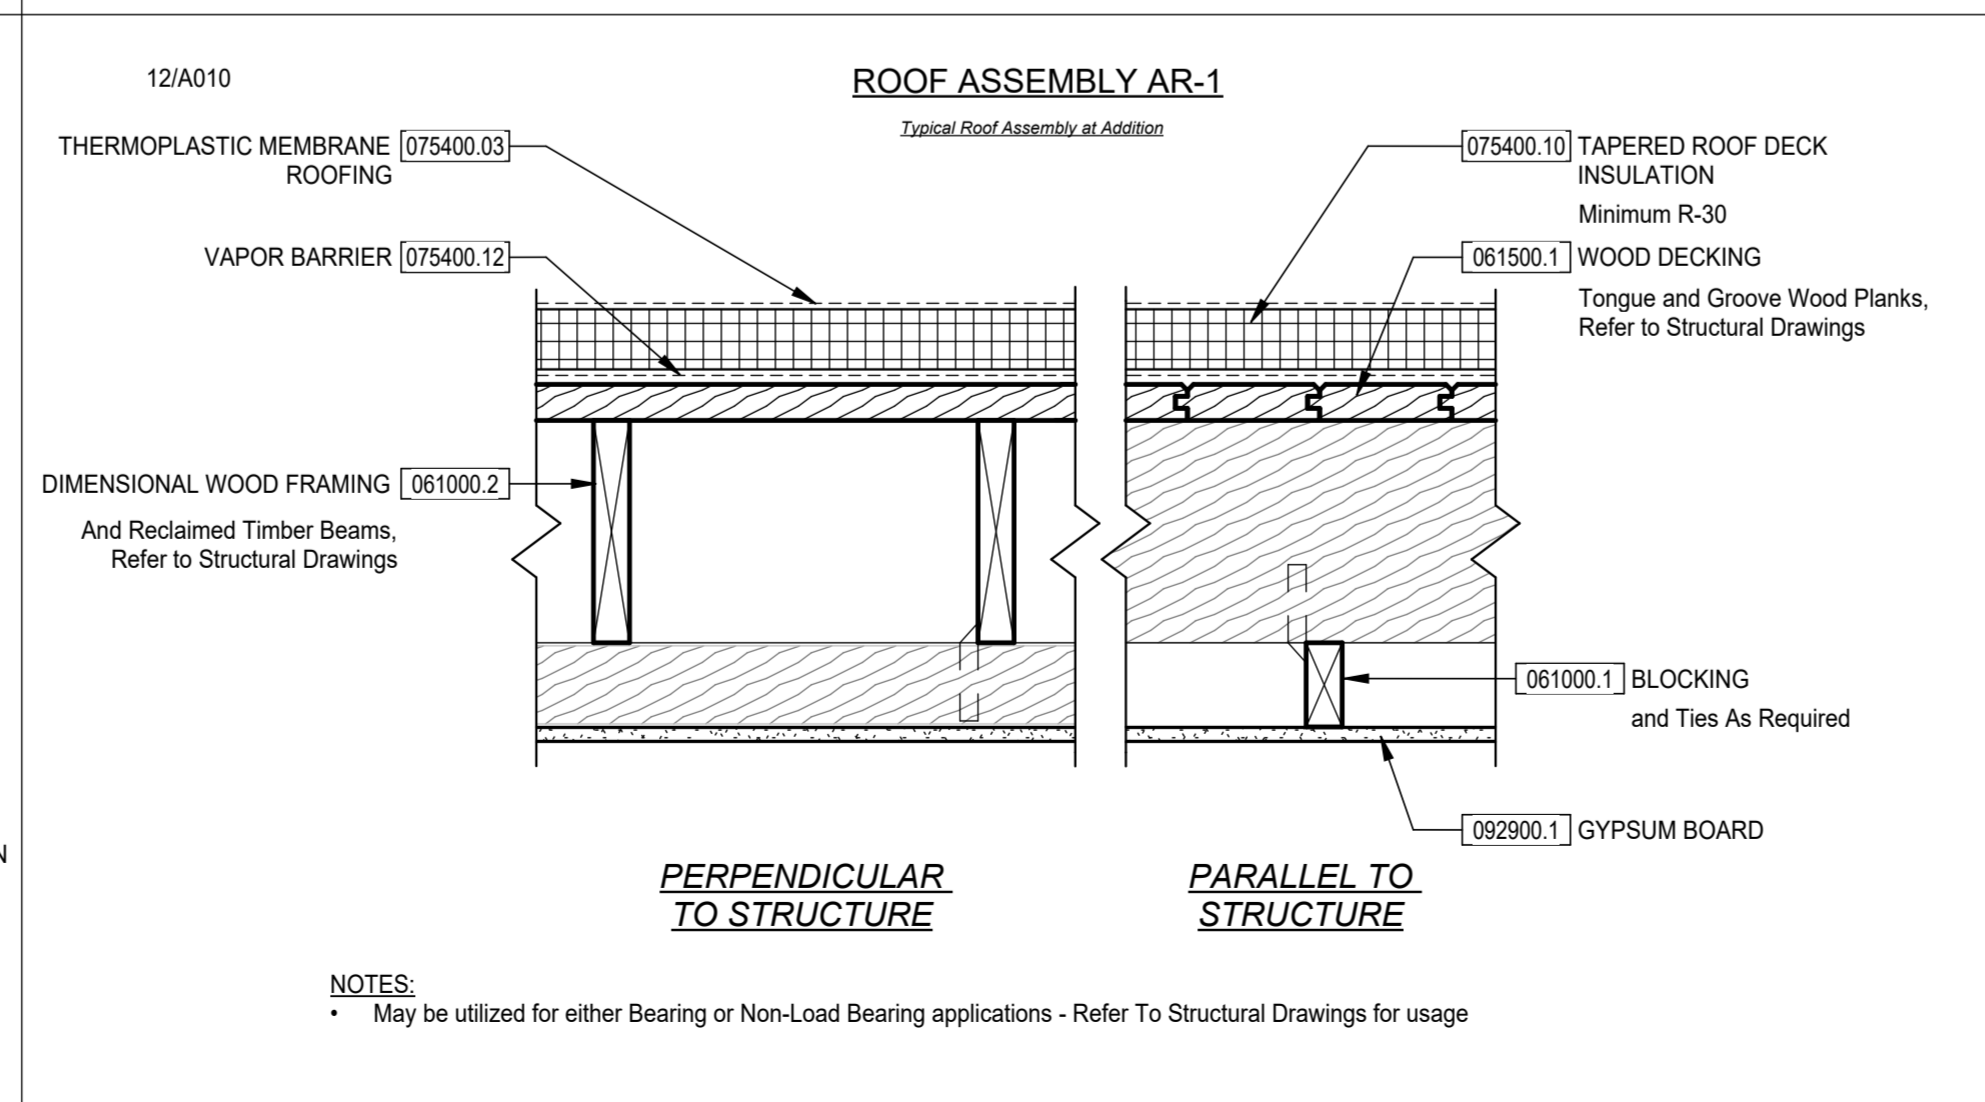 12/A010
ROOF ASSEMBLY AR-1
Typical Roof Assembly at Addition
THERMOPLASTIC MEMBRANE 075400.03
ROOFING
VAPOR BARRIER 075400.12
DIMENSIONAL WOOD FRAMING 061000.2
And Reclaimed Timber Beams,
Refer to Structural Drawings
075400.10 TAPERED ROOF DECK
INSULATION
Minimum R-30
061500.1 WOOD DECKING
Tongue and Groove Wood Planks,
Refer to Structural Drawings
061000.1 BLOCKING
and Ties As Required
092900.1 GYPSUM BOARD
N
PERPENDICULAR
TO STRUCTURE
PARALLEL TO
STRUCTURE
NOTES:
• May be utilized for either Bearing or Non-Load Bearing applications - Refer To Structural Drawings for usage